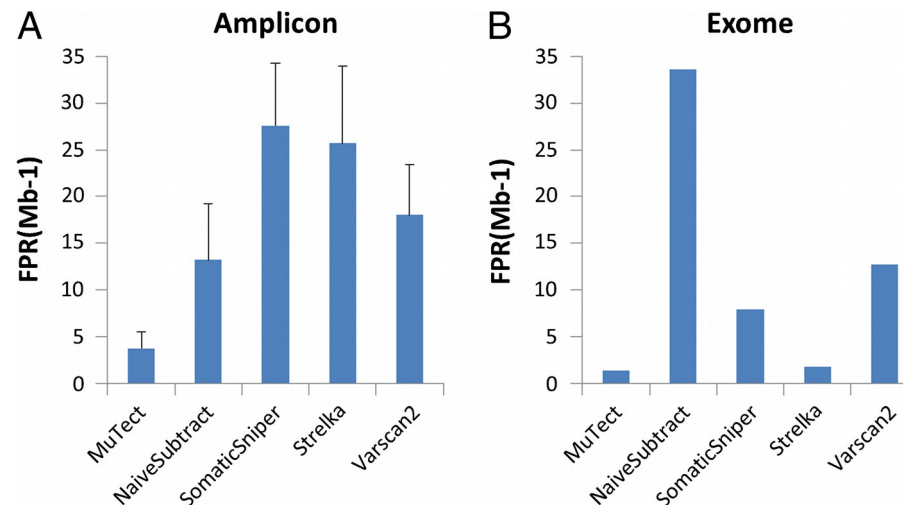 A
Amplicon
FPR(Mb-1)
35
30
25
20
15
10
5
0
MuTect
NaiveSubtract
SomaticSniper
Strelka
Varscan2
B
Exome
FPR(Mb-1)
35
30
25
20
15
10
5
0
MuTect
NaiveSubtract
SomaticSniper
Strelka
Varscan2